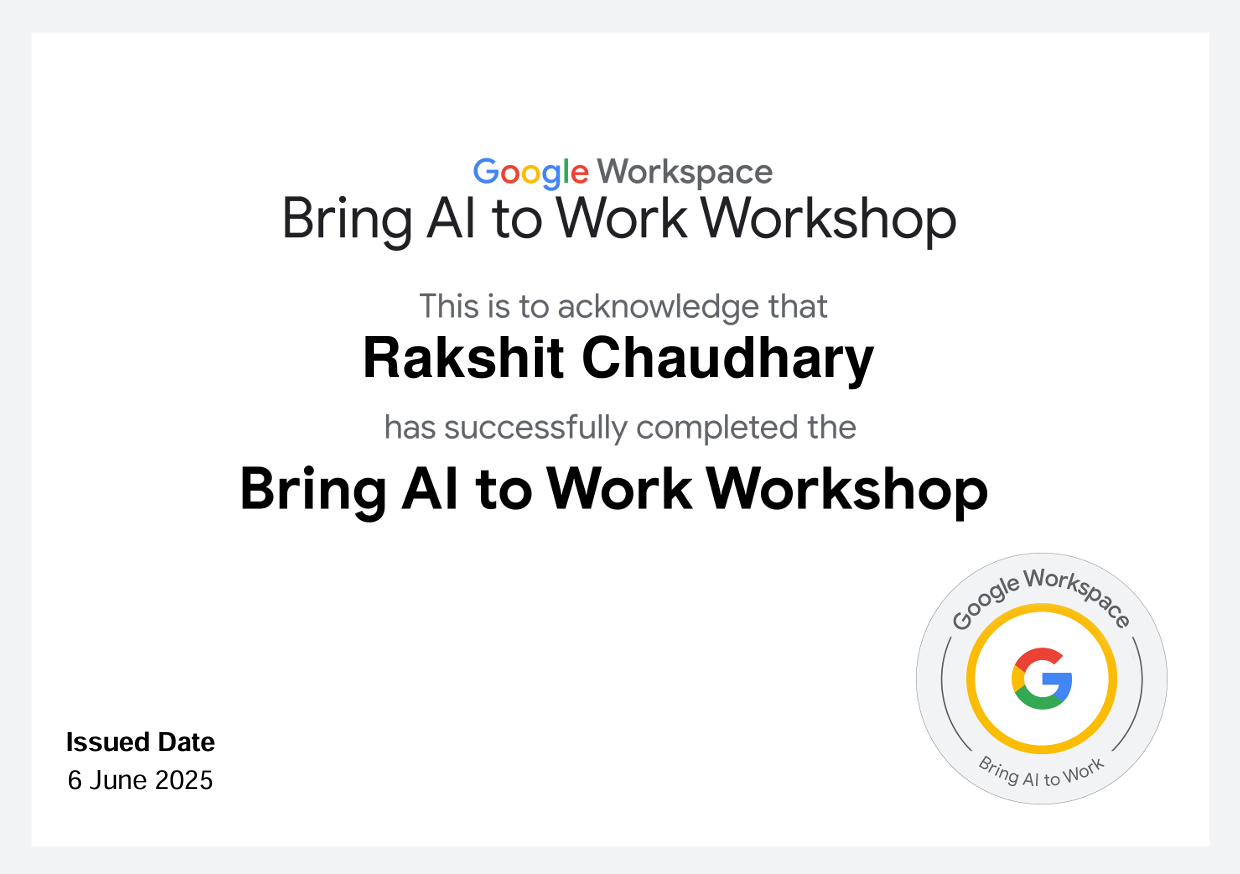 Google Workspace
Bring AI to Work Workshop
This is to acknowledge that
Rakshit Chaudhary
has successfully completed the
Bring AI to Work Workshop
Google Workspace
G
Bring AI to Work
Issued Date
6 June 2025